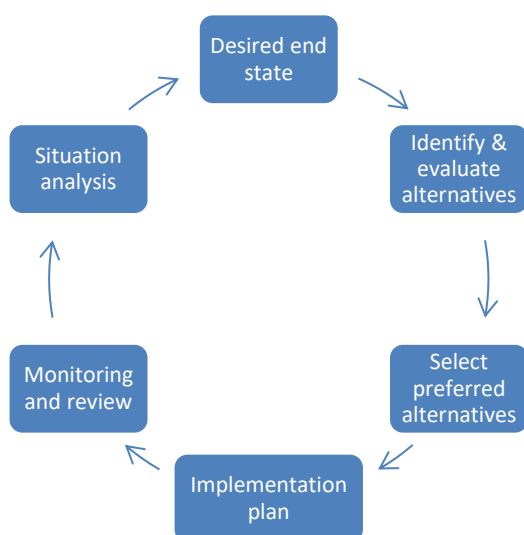 Desired end
state
Identify &
evaluate
alternatives
Select
preferred
alternatives
Implementation
plan
Monitoring
and review
Situation
analysis